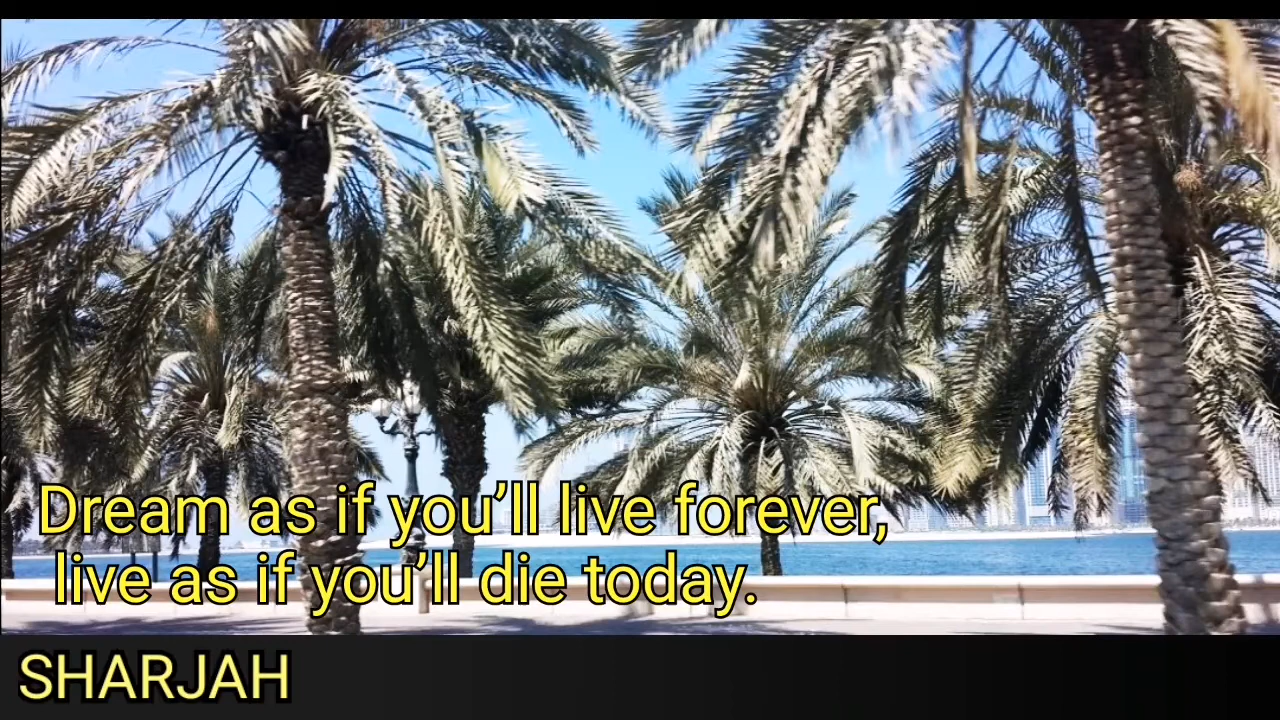 Dream as if you’ll live forever,
live as if you’ll die today.
SHARJAH